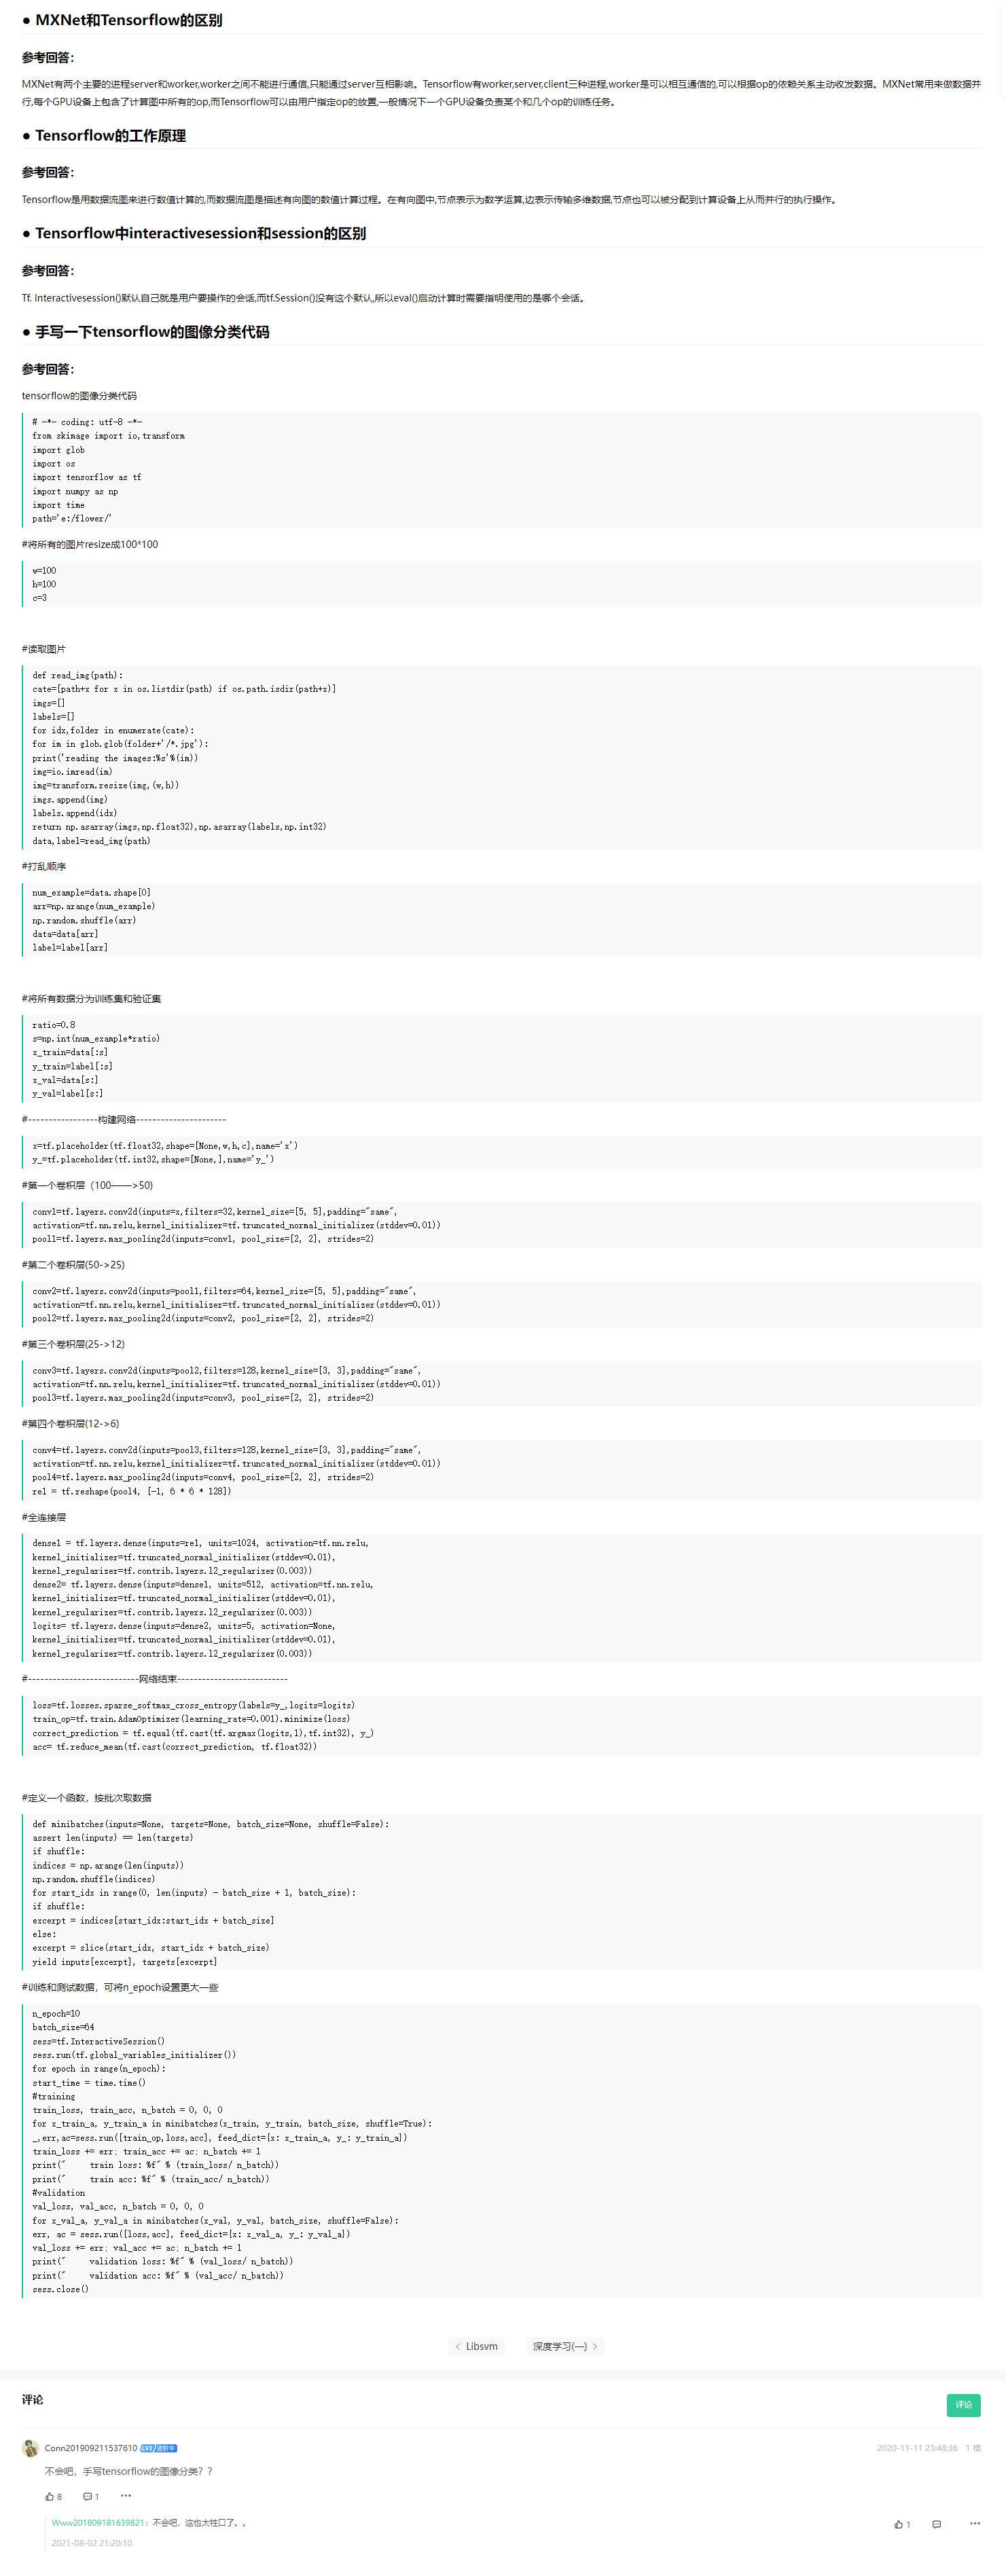 ● MXNet和Tensorflow的区别
参考回答：
MXNet有两个主要的进程server和worker,worker之间不能进行通信,只能通过server互相影响。Tensorflow有worker,server,client三种进程,worker是可以相互通信的,可以根据op的依赖关系主动收发数据。MXNet常用来做数据并
行,每个GPU设备上包含了计算图中所有的op,而Tensorflow可以由用户指定op的放置,一般情况下一个GPU设备负责某个和几个op的训练任务。
● Tensorflow的工作原理
参考回答：
Tensorflow是用数据流图来进行数值计算的,而数据流图是描述有向图的数值计算过程。在有向图中,节点表示为数学运算,边表示传输多维数据,节点也可以被分配到计算设备上从而并行的执行操作。
● Tensorflow中interactivesession和session的区别
参考回答：
Tf. Interactivesession()默认自己就是用户要操作的会话,而tf.Session()没有这个默认,所以eval()启动计算时需要指明使用的是哪个会话。
● 手写一下tensorflow的图像分类代码
参考回答：
tensorflow的图像分类代码
# -*- coding: utf-8 -*-
from skimage import io,transform
import glob
import os
import tensorflow as tf
import numpy as np
import time
path='e:/flower/'
#将所有的图片resize成100*100
w=100
h=100
c=3
#读取图片
def read_img(path):
cate=[path+x for x in os.listdir(path) if os.path.isdir(path+x)]
imgs=[]
labels=[]
for idx,folder in enumerate(cate):
for im in glob.glob(folder+'/*.jpg'):
print('reading the images:%s'%(im))
img=io.imread(im)
img=transform.resize(img,(w,h))
imgs.append(img)
labels.append(idx)
return np.asarray(imgs,np.float32),np.asarray(labels,np.int32)
data,label=read_img(path)
#打乱顺序
num_example=data.shape[0]
arr=np.arange(num_example)
np.random.shuffle(arr)
data=data[arr]
label=label[arr]
#将所有数据分为训练集和验证集
ratio=0.8
s=np.int(num_example*ratio)
x_train=data[:s]
y_train=label[:s]
x_val=data[s:]
y_val=label[s:]
#-----------------构建网络----------------------
x=tf.placeholder(tf.float32,shape=[None,w,h,c],name='x')
y_=tf.placeholder(tf.int32,shape=[None,],name='y_')
#第一个卷积层（100——>50)
conv1=tf.layers.conv2d(inputs=x,filters=32,kernel_size=[5, 5],padding="same",
activation=tf.nn.relu,kernel_initializer=tf.truncated_normal_initializer(stddev=0.01))
pool1=tf.layers.max_pooling2d(inputs=conv1, pool_size=[2, 2], strides=2)
#第二个卷积层(50->25)
conv2=tf.layers.conv2d(inputs=pool1,filters=64,kernel_size=[5, 5],padding="same",
activation=tf.nn.relu,kernel_initializer=tf.truncated_normal_initializer(stddev=0.01))
pool2=tf.layers.max_pooling2d(inputs=conv2, pool_size=[2, 2], strides=2)
#第三个卷积层(25->12)
conv3=tf.layers.conv2d(inputs=pool2,filters=128,kernel_size=[3, 3],padding="same",
activation=tf.nn.relu,kernel_initializer=tf.truncated_normal_initializer(stddev=0.01))
pool3=tf.layers.max_pooling2d(inputs=conv3, pool_size=[2, 2], strides=2)
#第四个卷积层(12->6)
conv4=tf.layers.conv2d(inputs=pool3,filters=128,kernel_size=[3, 3],padding="same",
activation=tf.nn.relu,kernel_initializer=tf.truncated_normal_initializer(stddev=0.01))
pool4=tf.layers.max_pooling2d(inputs=conv4, pool_size=[2, 2], strides=2)
re1 = tf.reshape(pool4, [-1, 6 * 6 * 128])
#全连接层
dense1 = tf.layers.dense(inputs=re1, units=1024, activation=tf.nn.relu,
kernel_initializer=tf.truncated_normal_initializer(stddev=0.01),
kernel_regularizer=tf.contrib.layers.l2_regularizer(0.003))
dense2= tf.layers.dense(inputs=dense1, units=512, activation=tf.nn.relu,
kernel_initializer=tf.truncated_normal_initializer(stddev=0.01),
kernel_regularizer=tf.contrib.layers.l2_regularizer(0.003))
logits= tf.layers.dense(inputs=dense2, units=5, activation=None,
kernel_initializer=tf.truncated_normal_initializer(stddev=0.01),
kernel_regularizer=tf.contrib.layers.l2_regularizer(0.003))
#---------------------------网络结束---------------------------
loss=tf.losses.sparse_softmax_cross_entropy(labels=y_,logits=logits)
train_op=tf.train.AdamOptimizer(learning_rate=0.001).minimize(loss)
correct_prediction = tf.equal(tf.cast(tf.argmax(logits,1),tf.int32), y_)
acc= tf.reduce_mean(tf.cast(correct_prediction, tf.float32))
#定义一个函数，按批次取数据
def minibatches(inputs=None, targets=None, batch_size=None, shuffle=False):
assert len(inputs) == len(targets)
if shuffle:
indices = np.arange(len(inputs))
np.random.shuffle(indices)
for start_idx in range(0, len(inputs) - batch_size + 1, batch_size):
if shuffle:
excerpt = indices[start_idx:start_idx + batch_size]
else:
excerpt = slice(start_idx, start_idx + batch_size)
yield inputs[excerpt], targets[excerpt]
#训练和测试数据，可将n_epoch设置更大一些
n_epoch=10
batch_size=64
sess=tf.InteractiveSession()
sess.run(tf.global_variables_initializer())
for epoch in range(n_epoch):
start_time = time.time()
#training
train_loss, train_acc, n_batch = 0, 0, 0
for x_train_a, y_train_a in minibatches(x_train, y_train, batch_size, shuffle=True):
_,err,ac=sess.run([train_op,loss,acc], feed_dict={x: x_train_a, y_: y_train_a})
train_loss += err; train_acc += ac; n_batch += 1
print("    train loss: %f" % (train_loss/ n_batch))
print("    train acc: %f" % (train_acc/ n_batch))
#validation
val_loss, val_acc, n_batch = 0, 0, 0
for x_val_a, y_val_a in minibatches(x_val, y_val, batch_size, shuffle=False):
err, ac = sess.run([loss,acc], feed_dict={x: x_val_a, y_: y_val_a})
val_loss += err; val_acc += ac; n_batch += 1
print("    validation loss: %f" % (val_loss/ n_batch))
print("    validation acc: %f" % (val_acc/ n_batch))
sess.close()
< Libsvm 深度学习(一) >
评论 评论
Conn201909211537610 LV2/进阶牛 2020-11-11 23:48:36 1 楼
不会吧，手写tensorflow的图像分类？？
8 1 ···
Www201809181639821：不会吧，这也太牲口了。。 1 ···
2021-08-02 21:20:10